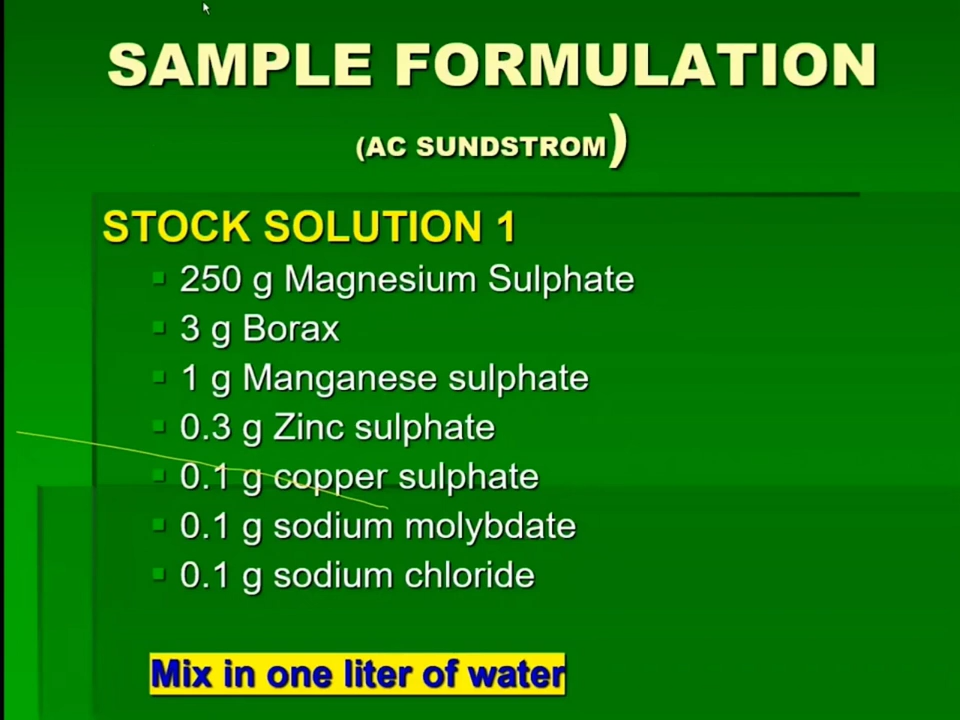 SAMPLE FORMULATION
(AC SUNDSTROM)
STOCK SOLUTION 1
250 g Magnesium Sulphate
3 g Borax
1 g Manganese sulphate
0.3 g Zinc sulphate
0.1 g copper sulphate
0.1 g sodium molybdate
0.1 g sodium chloride
Mix in one liter of water